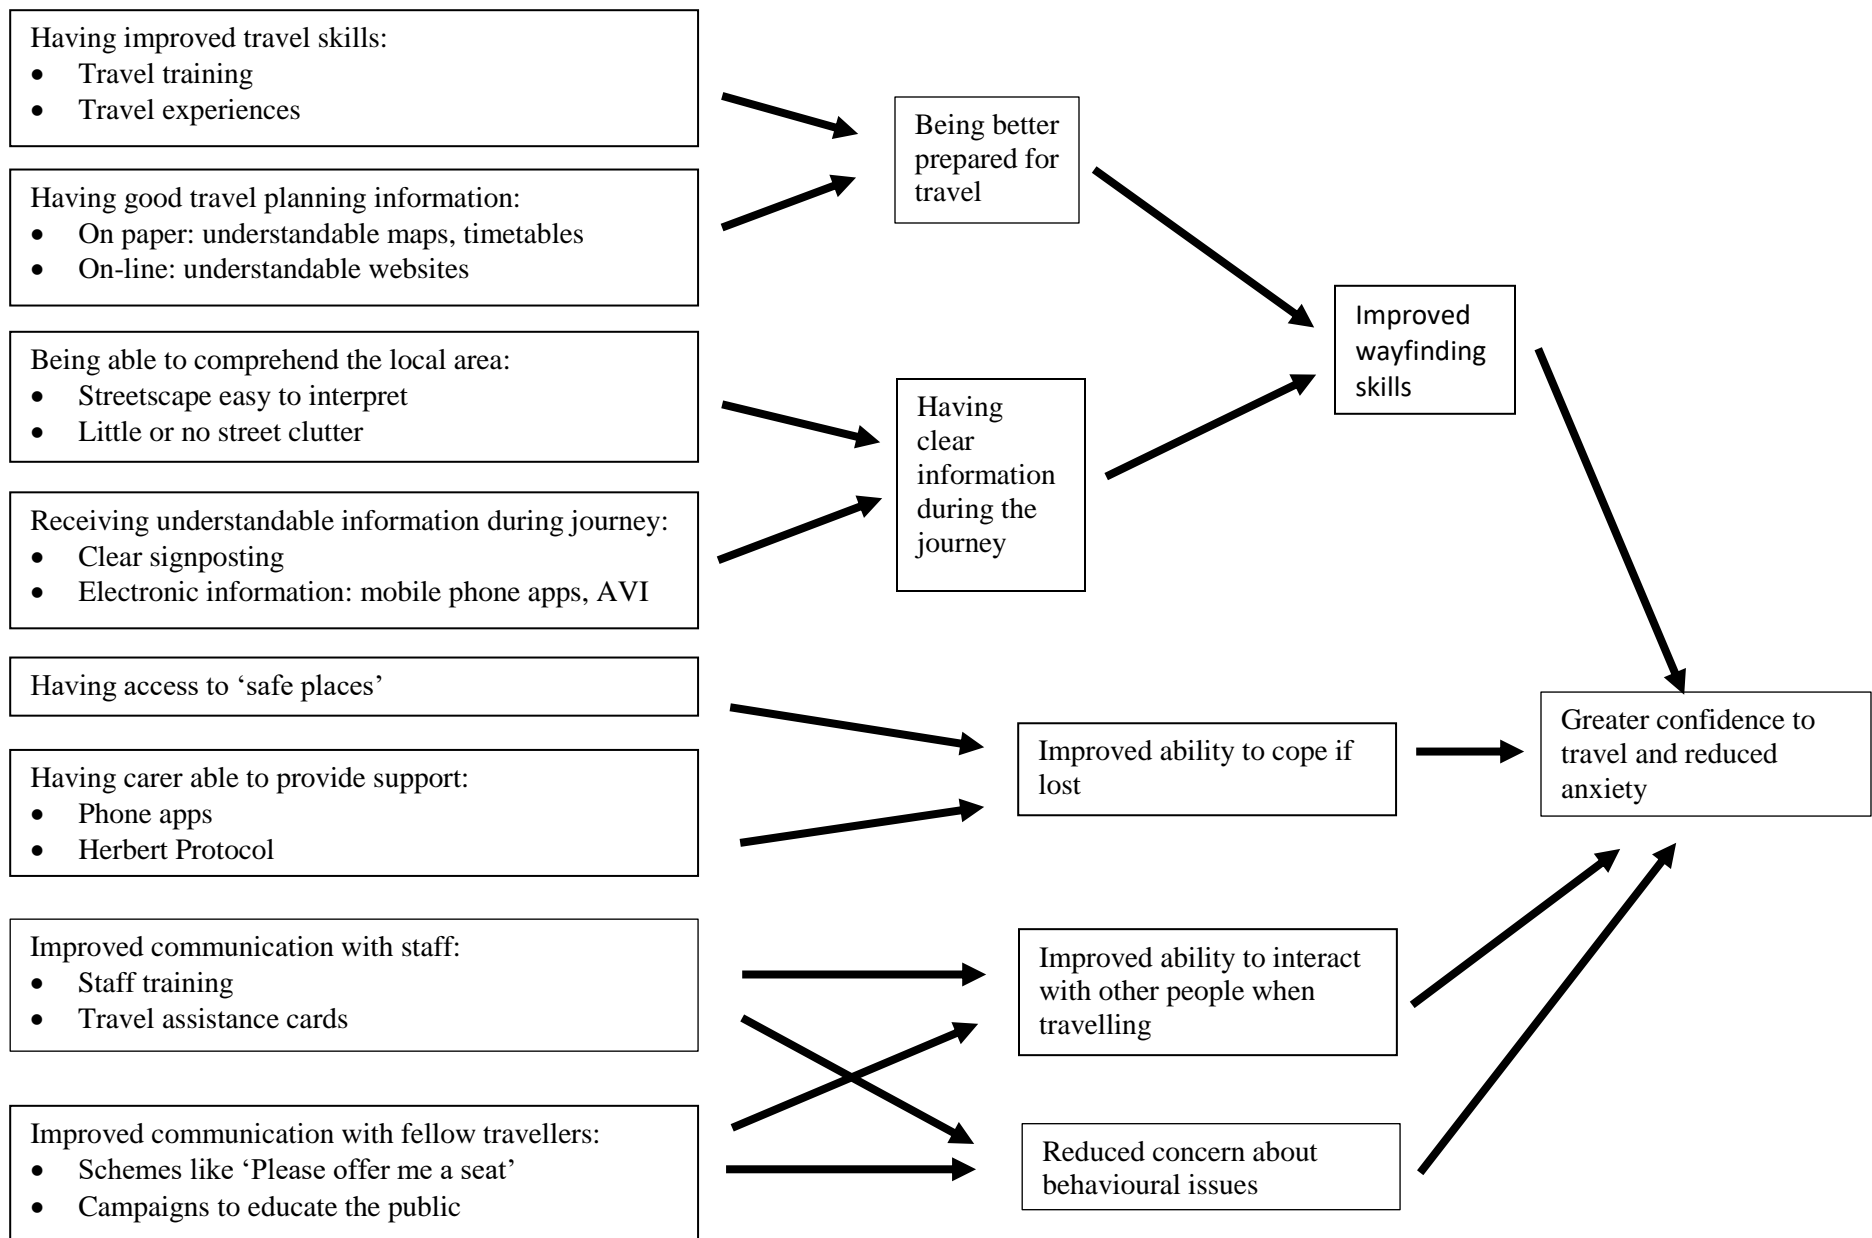 Having improved travel skills:
• Travel training
• Travel experiences
Having good travel planning information:
• On paper: understandable maps, timetables
• On-line: understandable websites
Being able to comprehend the local area:
• Streetscape easy to interpret
• Little or no street clutter
Receiving understandable information during journey:
• Clear signposting
• Electronic information: mobile phone apps, AVI
Having access to ‘safe places’
Having carer able to provide support:
• Phone apps
• Herbert Protocol
Improved communication with staff:
• Staff training
• Travel assistance cards
Improved communication with fellow travellers:
• Schemes like ‘Please offer me a seat’
• Campaigns to educate the public
Being better
prepared for
travel
Having
clear
information
during the
journey
Improved ability to cope if
lost
Improved ability to interact
with other people when
travelling
Reduced concern about
behavioural issues
Improved
wayfinding
skills
Greater confidence to
travel and reduced
anxiety